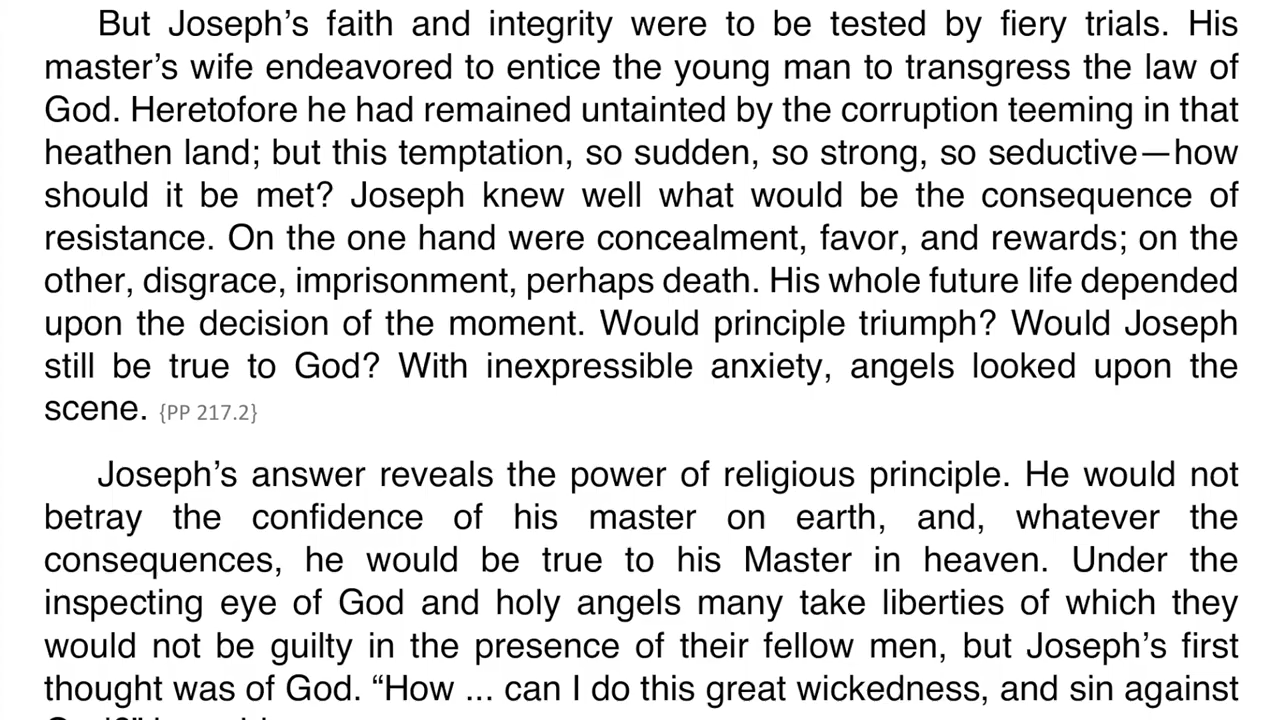 But Joseph’s faith and integrity were to be tested by fiery trials. His
master’s wife endeavored to entice the young man to transgress the law of
God. Heretofore he had remained untainted by the corruption teeming in that
heathen land; but this temptation, so sudden, so strong, so seductive—how
should it be met? Joseph knew well what would be the consequence of
resistance. On the one hand were concealment, favor, and rewards; on the
other, disgrace, imprisonment, perhaps death. His whole future life depended
upon the decision of the moment. Would principle triumph? Would Joseph
still be true to God? With inexpressible anxiety, angels looked upon the
scene. {PP 217.2}
Joseph’s answer reveals the power of religious principle. He would not
betray the confidence of his master on earth, and, whatever the
consequences, he would be true to his Master in heaven. Under the
inspecting eye of God and holy angels many take liberties of which they
would not be guilty in the presence of their fellow men, but Joseph’s first
thought was of God. “How ... can I do this great wickedness, and sin against